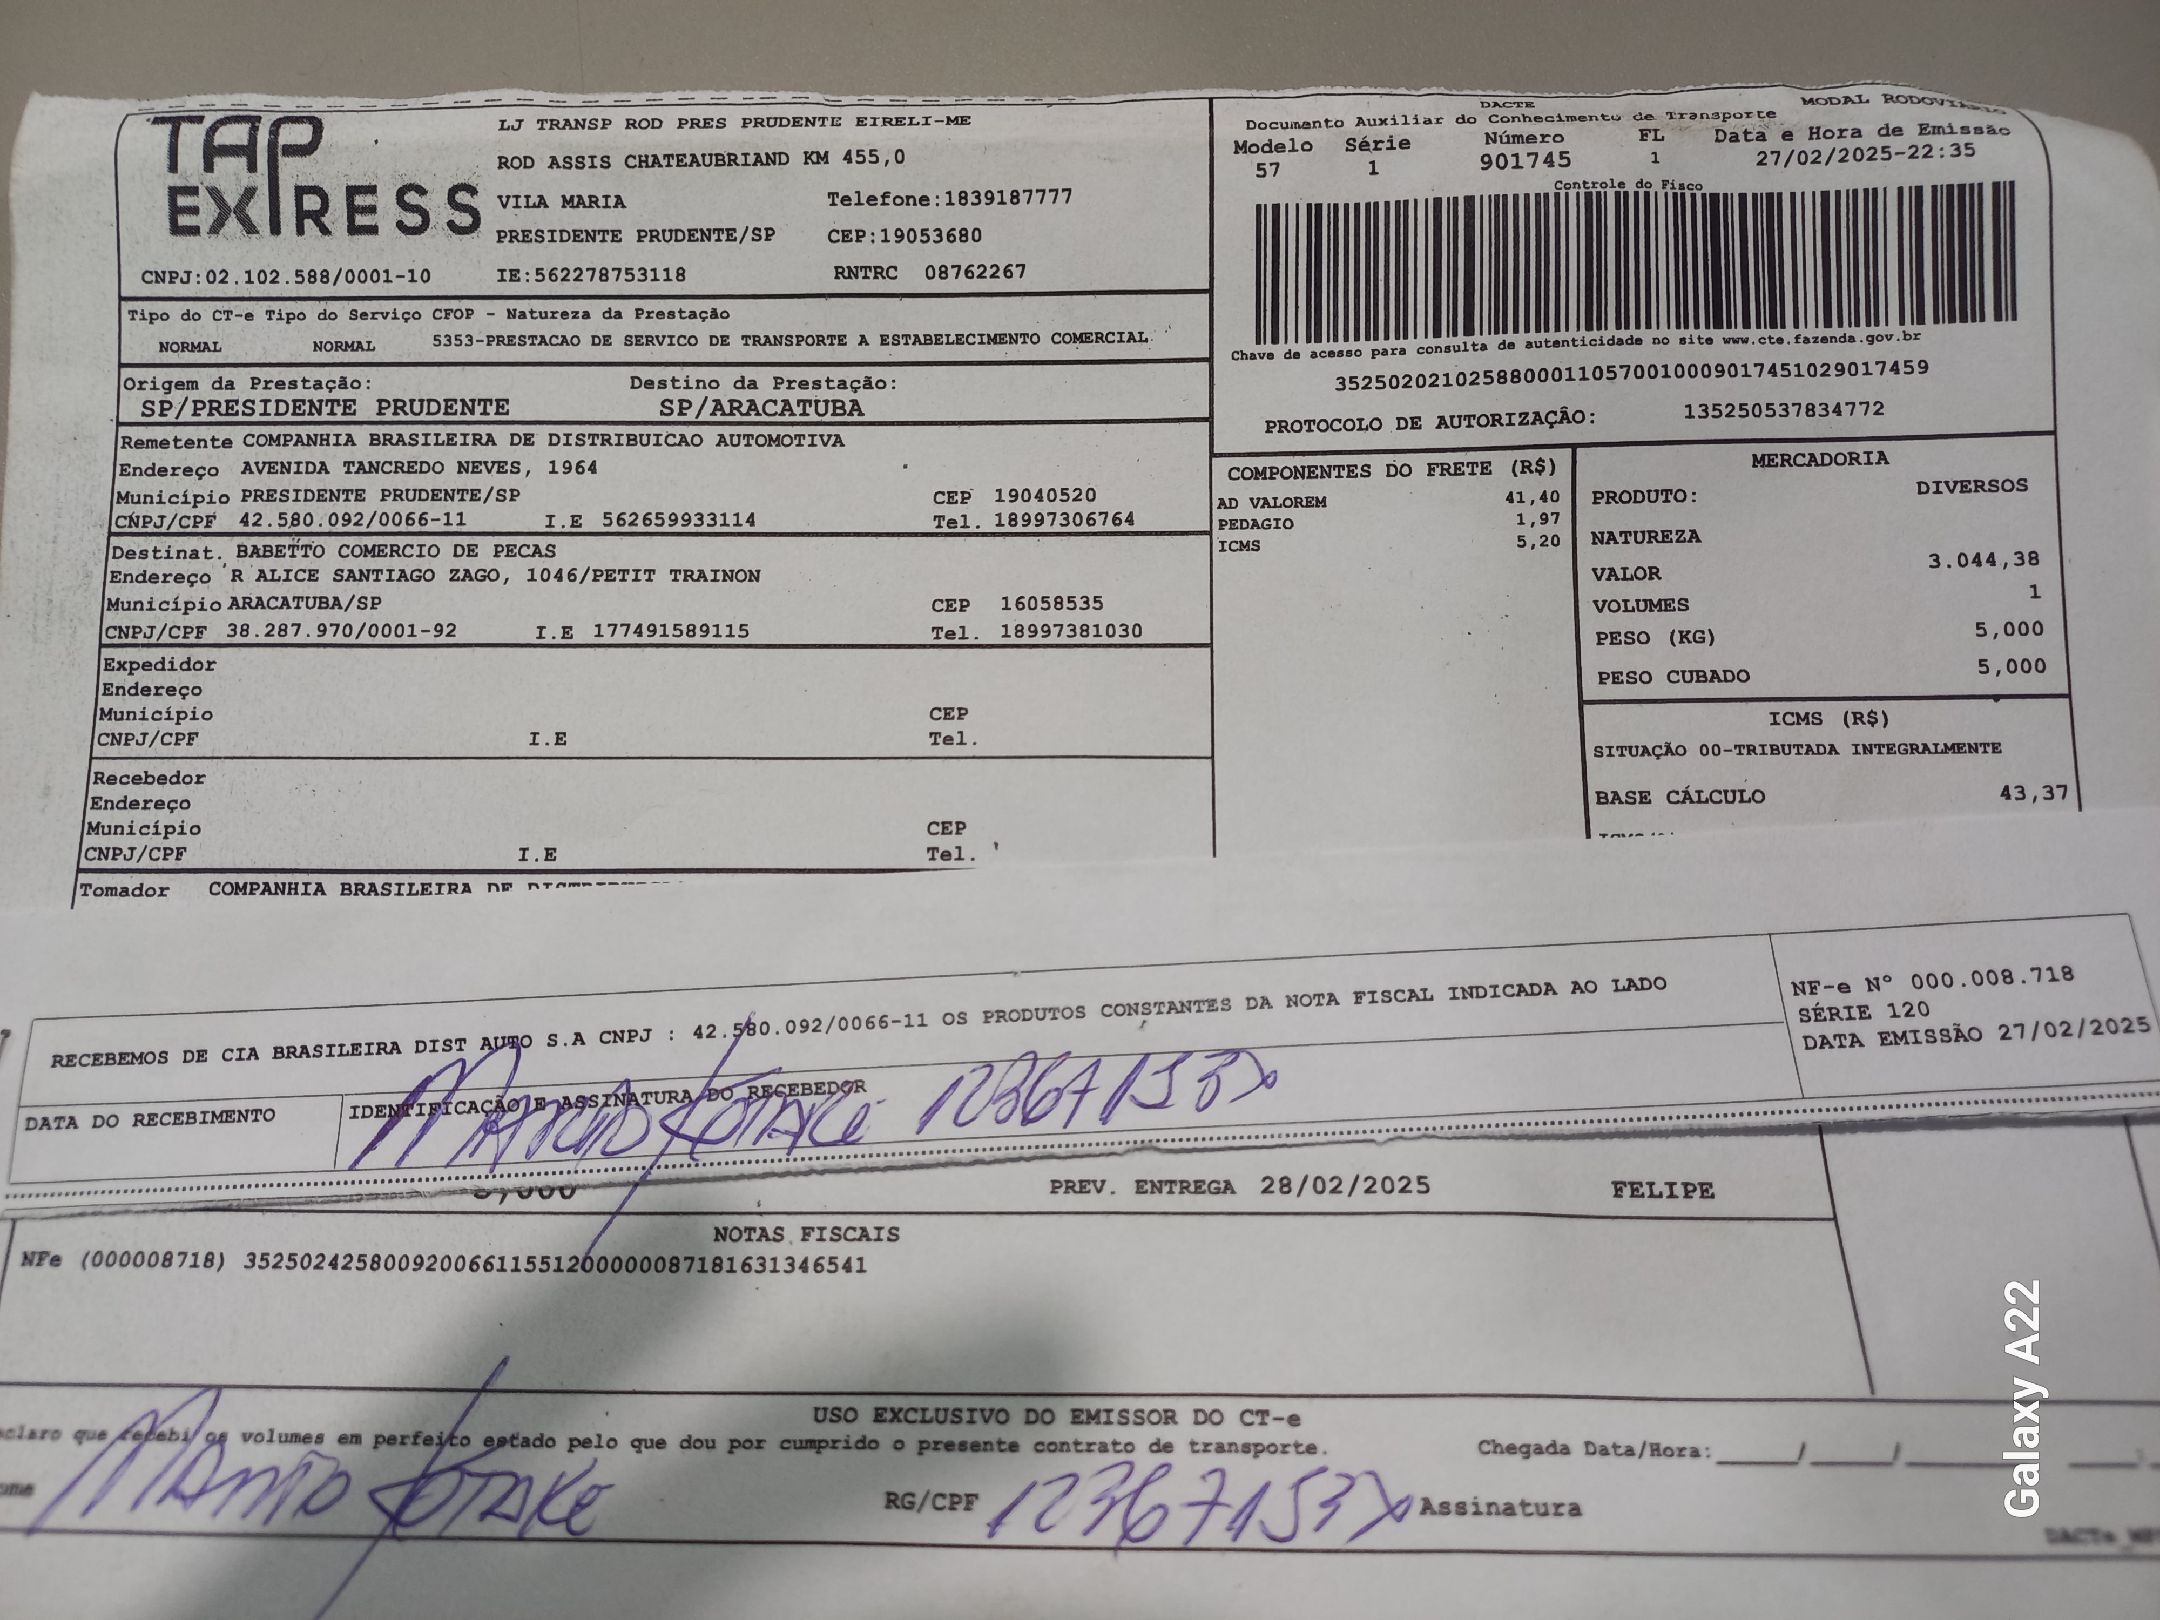 TAP EXPRESS
LJ TRANSP ROD PRES PRUDENTE EIRELI-ME
ROD ASSIS CHATEAUBRIAND KM 455,0
VILA MARIA Telefone:1839187777
PRESIDENTE PRUDENTE/SP CEP:19053680
CNPJ:02.102.588/0001-10 IE:562278753118 RNTRC 08762267
DACTE MODAL RODOVIÁRIO
Documento Auxiliar do Conhecimento de Transporte
Modelo Série Número FL Data e Hora de Emissão
57 1 901745 1 27/02/2025-22:35
Controle do Fisco
Chave de acesso para consulta de autenticidade no site www.cte.fazenda.gov.br
35250202102588000110570010009017451029017459
PROTOCOLO DE AUTORIZAÇÃO: 135250537834772
Tipo do CT-e Tipo do Serviço CFOP - Natureza da Prestação
NORMAL NORMAL 5353-PRESTACAO DE SERVICO DE TRANSPORTE A ESTABELECIMENTO COMERCIAL
Origem da Prestação: Destino da Prestação:
SP/PRESIDENTE PRUDENTE SP/ARACATUBA
Remetente COMPANHIA BRASILEIRA DE DISTRIBUICAO AUTOMOTIVA
Endereço AVENIDA TANCREDO NEVES, 1964
Município PRESIDENTE PRUDENTE/SP CEP 19040520
CNPJ/CPF 42.580.092/0066-11 I.E 562659933114 Tel. 18997306764
Destinat. BABETTO COMERCIO DE PECAS
Endereço R ALICE SANTIAGO ZAGO, 1046/PETIT TRAINON
Município ARACATUBA/SP CEP 16058535
CNPJ/CPF 38.287.970/0001-92 I.E 177491589115 Tel. 18997381030
Expedidor
Endereço
Município CEP
CNPJ/CPF I.E Tel.
Recebedor
Endereço
Município CEP
CNPJ/CPF I.E Tel.
Tomador COMPANHIA BRASILEIRA DE
COMPONENTES DO FRETE (R$)
AD VALOREM 41,40
PEDAGIO 1,97
ICMS 5,20
MERCADORIA
PRODUTO: DIVERSOS
NATUREZA
VALOR 3.044,38
VOLUMES 1
PESO (KG) 5,000
PESO CUBADO 5,000
ICMS (R$)
SITUAÇÃO 00-TRIBUTADA INTEGRALMENTE
BASE CÁLCULO 43,37
RECEBEMOS DE CIA BRASILEIRA DIST AUTO S.A CNPJ : 42.580.092/0066-11 OS PRODUTOS CONSTANTES DA NOTA FISCAL INDICADA AO LADO
NF-e Nº 000.008.718
SÉRIE 120
DATA EMISSÃO 27/02/2025
DATA DO RECEBIMENTO IDENTIFICAÇÃO E ASSINATURA DO RECEBEDOR
PREV. ENTREGA 28/02/2025 FELIPE
NOTAS FISCAIS
NFe (000008718) 35250242580092006611551200000087181631346541
USO EXCLUSIVO DO EMISSOR DO CT-e
que recebi os volumes em perfeito estado pelo que dou por cumprido o presente contrato de transporte. Chegada Data/Hora:
RG/CPF Assinatura
Galaxy A22